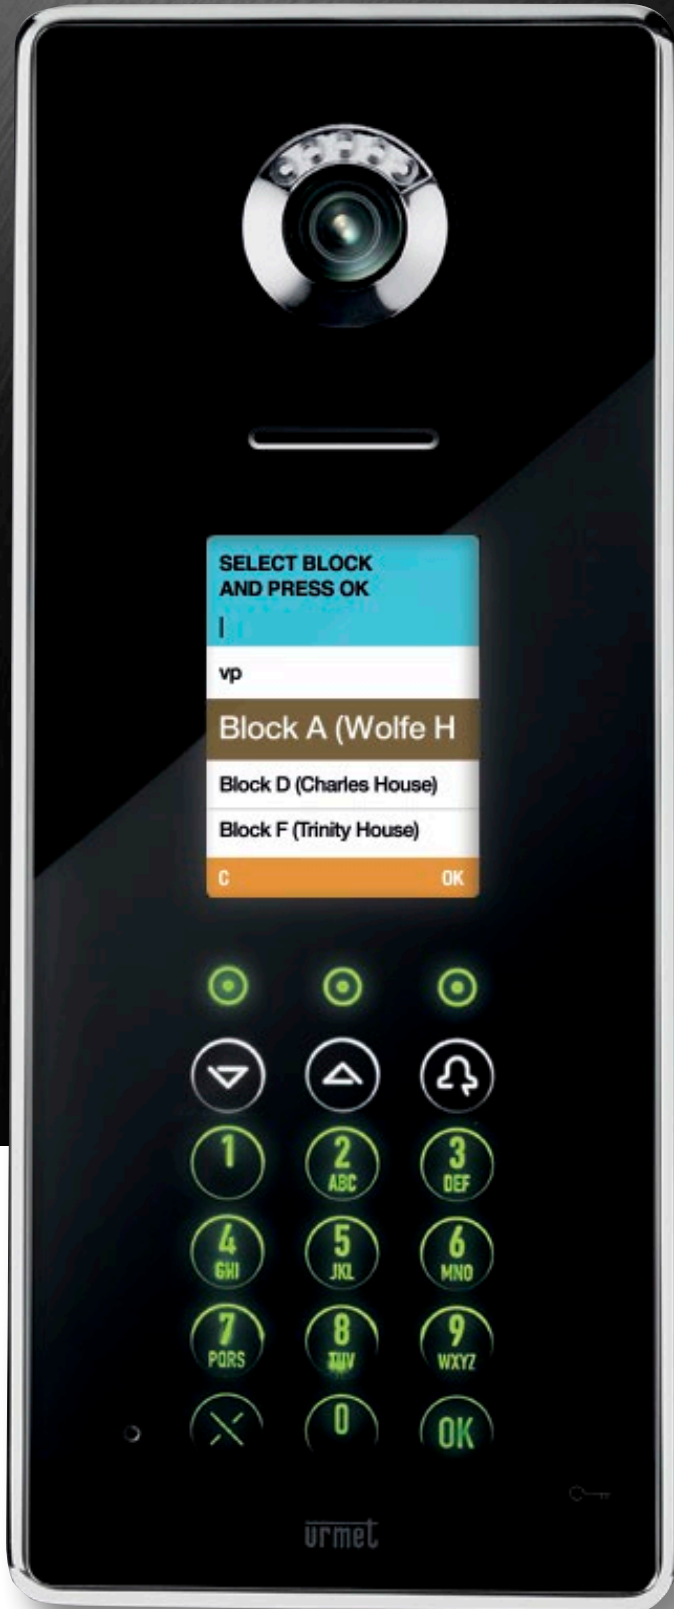 SELECT BLOCK
AND PRESS OK
vp
Block A (Wolfe H
Block D (Charles House)
Block F (Trinity House)
C OK
1 2 3
ABC DEF
4 5 6
GHI JKL MNO
7 8 9
PQRS TUV WXYZ
0 OK
urmet